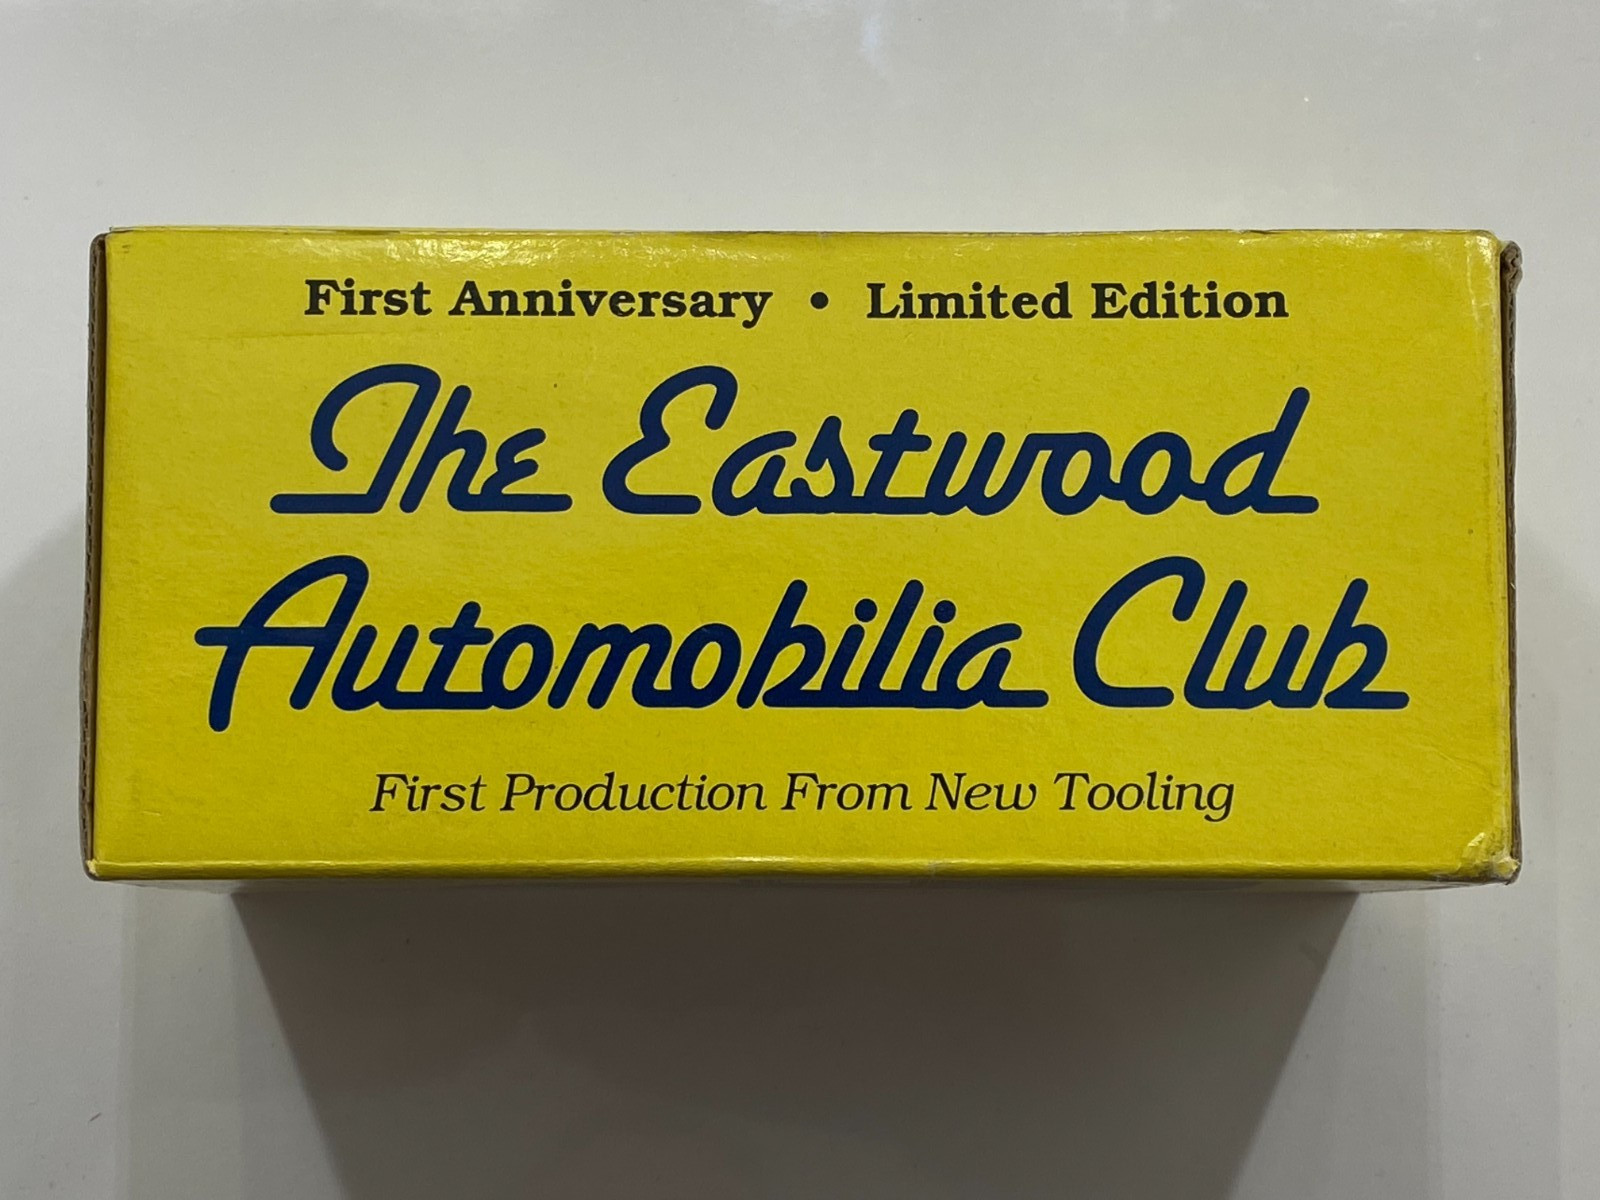 First Anniversary • Limited Edition
The Eastwood
Automobilia Club
First Production From New Tooling